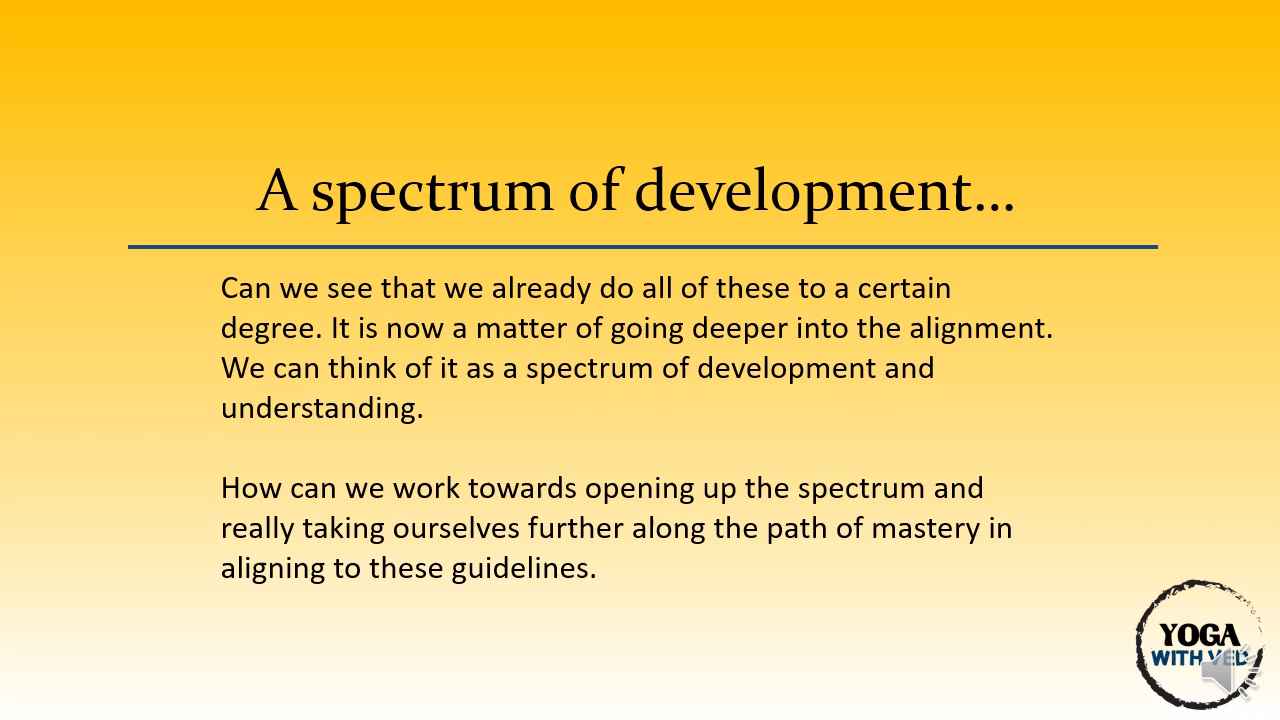 A spectrum of development...
Can we see that we already do all of these to a certain
degree. It is now a matter of going deeper into the alignment.
We can think of it as a spectrum of development and
understanding.
How can we work towards opening up the spectrum and
really taking ourselves further along the path of mastery in
aligning to these guidelines.
YOGA
WITH VED